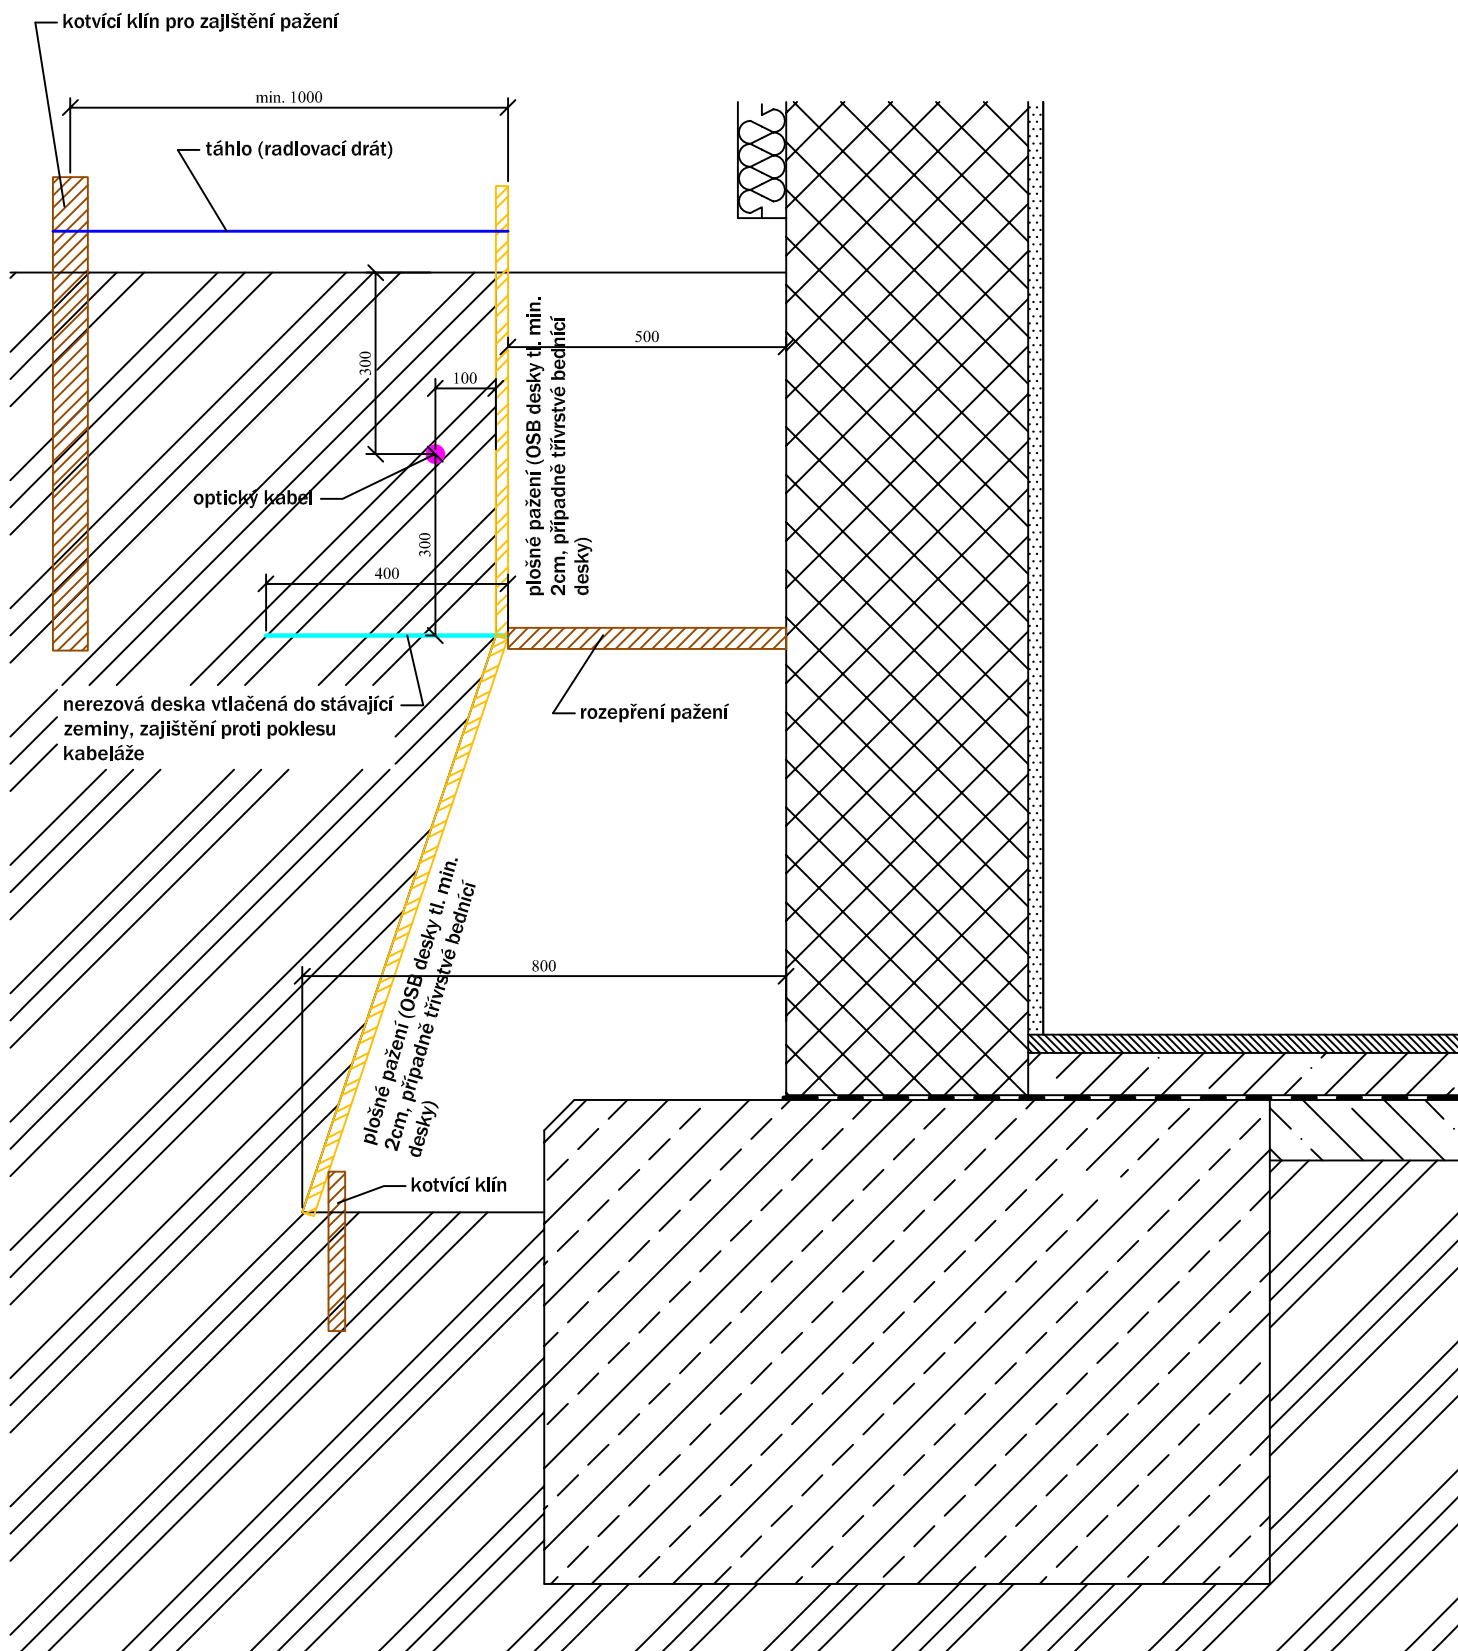 kotvící klín pro zajištění pažení
min. 1000
táhlo (radlovací drát)
500
300
100
plošné pažení (OSB desky tl. min.
2cm, případně třívrstvé bednící
desky)
optický kabel
300
400
nerezová deska vtlačená do stávající
zeminy, zajištění proti poklesu
kabeláže
rozepření pažení
plošné pažení (OSB desky tl. min.
2cm, případně třívrstvé bednící
desky)
800
kotvící klín